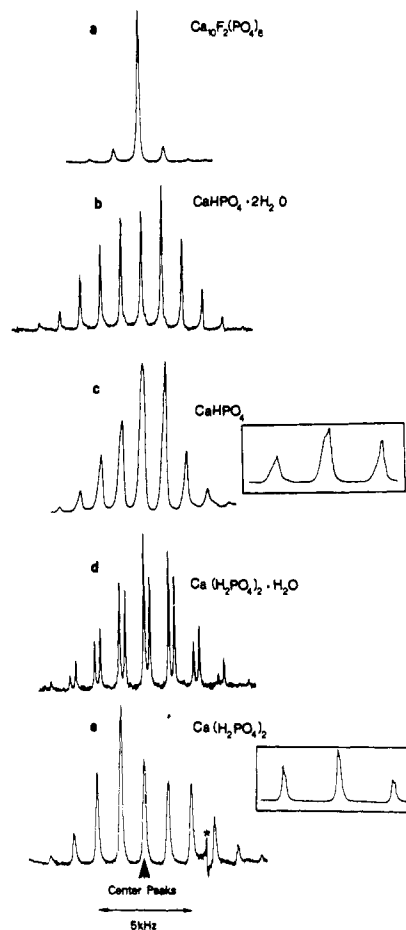 a
Ca₁₀F₂(PO₄)₆
b
CaHPO₄ · 2H₂O
c
CaHPO₄
d
Ca (H₂PO₄)₂ · H₂O
e
Ca (H₂PO₄)₂
*
Center Peaks
5kHz